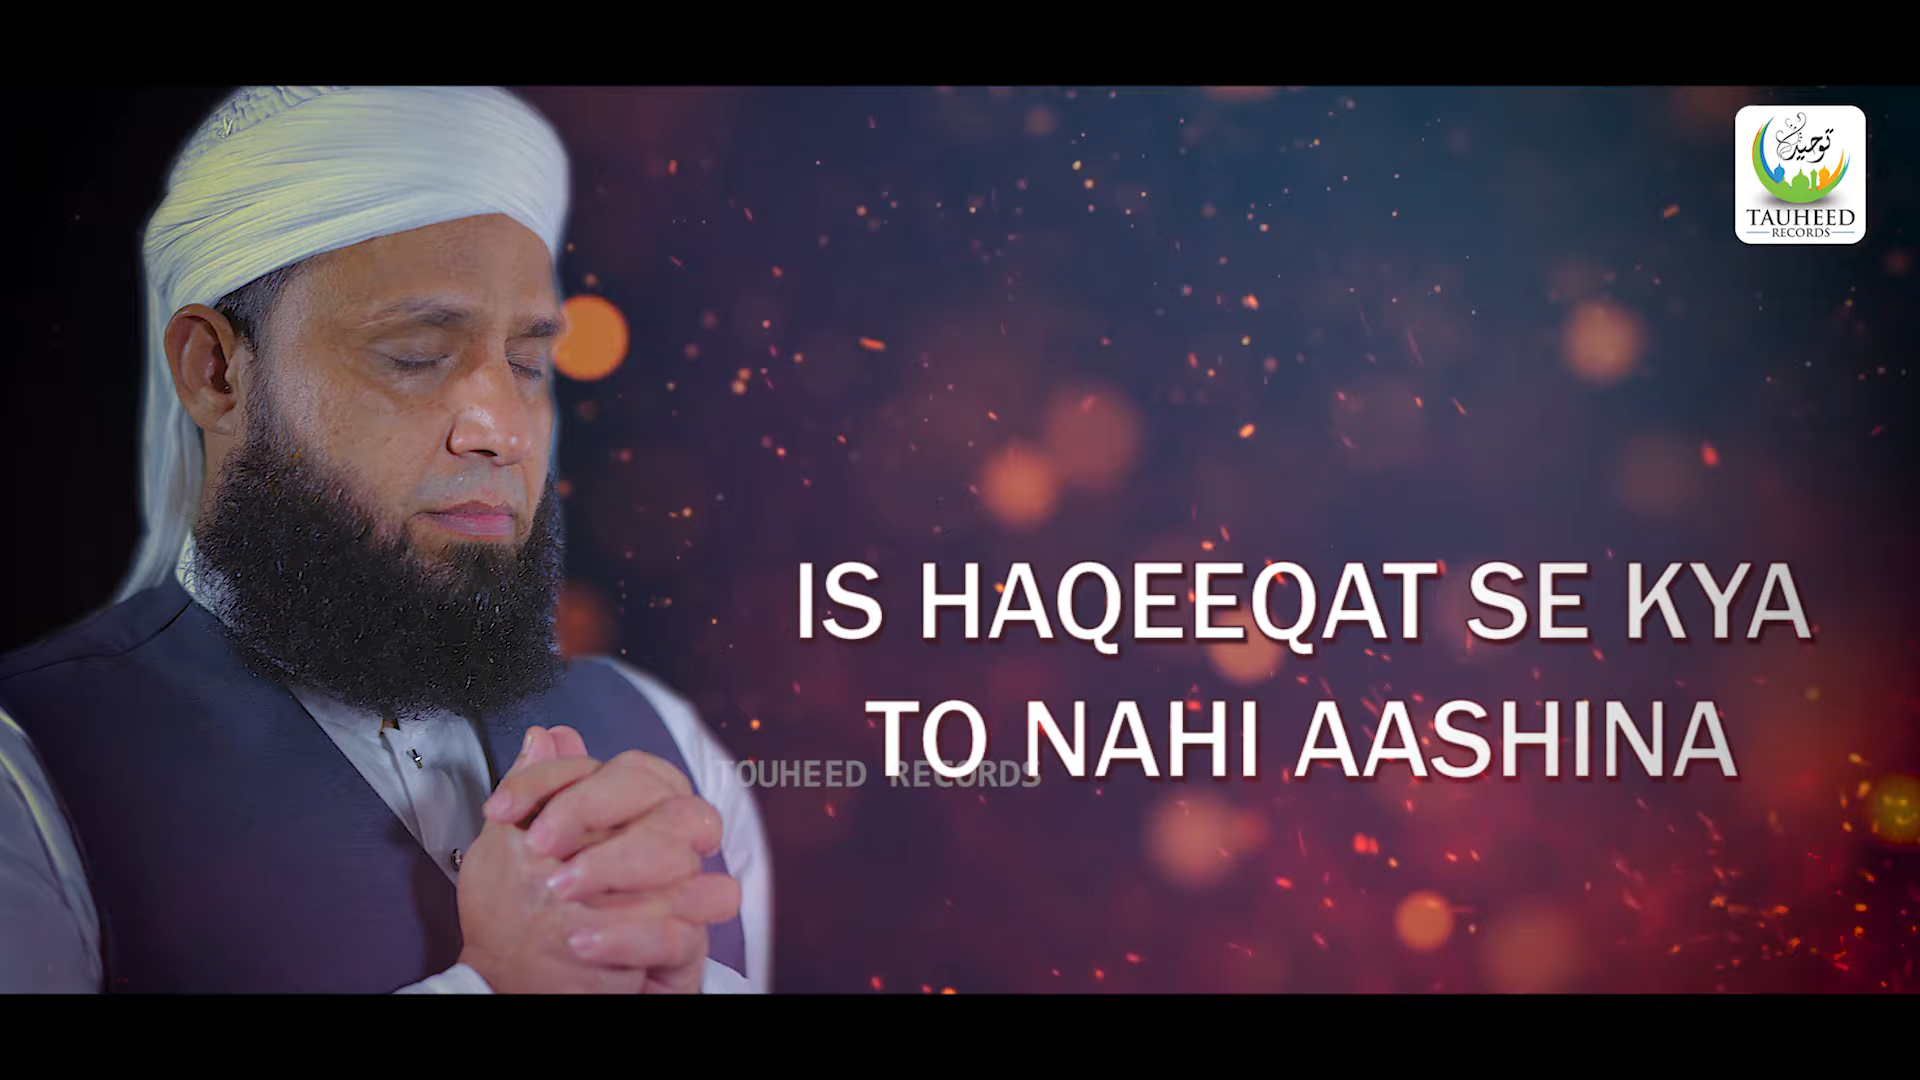 توحید
TAUHEED
RECORDS
IS HAQEEQAT SE KYA
TO NAHI AASHINA
TOUHEED RECORDS